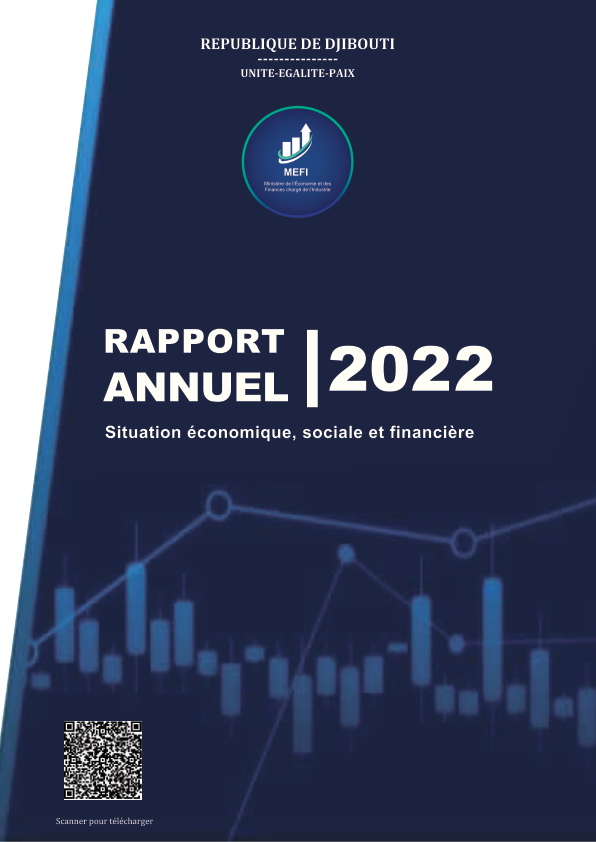 REPUBLIQUE DE DJIBOUTI
---------------
UNITE-EGALITE-PAIX
MEFI
Ministère de l'Économie et des
Finances chargé de l'Industrie
RAPPORT
ANNUEL
|2022
Situation économique, sociale et financière
Scanner pour télécharger